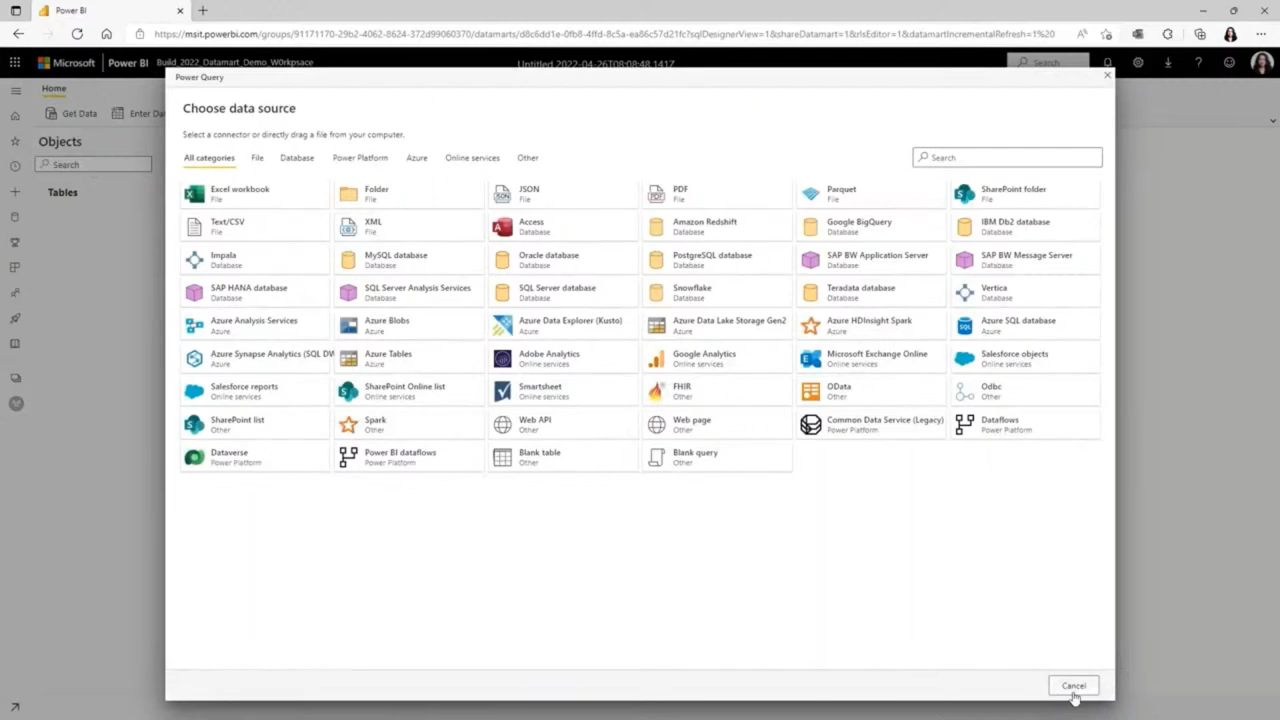 Power BI
https://msit.powerbi.com/groups/91171170-29b2-4062-8624-372d99060370/datamarts/d8c6dd1e-0fb8-4ffd-8c5a-ea86c57d21fc?sqlDesignerView=1&shareDatamart=1&rlsEditor=1&datamartIncrementalRefresh=1%20
Microsoft Power BI Build_2022_Datamart_Demo_W0rkpsace Untitled 2022-04-26T08:08:48.141Z Search
Power Query
Home
Get Data Enter Da
Objects
Search
Tables
Choose data source
Select a connector or directly drag a file from your computer.
All categories File Database Power Platform Azure Online services Other Search
Excel workbook Folder JSON PDF Parquet SharePoint folder
File File File File File File
Text/CSV XML Access Amazon Redshift Google BigQuery IBM Db2 database
File File Database Database Database Database
Impala MySQL database Oracle database PostgreSQL database SAP BW Application Server SAP BW Message Server
Database Database Database Database Database Database
SAP HANA database SQL Server Analysis Services SQL Server database Snowflake Teradata database Vertica
Database Database Database Database Database Database
Azure Analysis Services Azure Blobs Azure Data Explorer (Kusto) Azure Data Lake Storage Gen2 Azure HDInsight Spark Azure SQL database
Azure Azure Azure Azure Azure Azure
Azure Synapse Analytics (SQL DW Azure Tables Adobe Analytics Google Analytics Microsoft Exchange Online Salesforce objects
Azure Azure Online services Online services Online services Online services
Salesforce reports SharePoint Online list Smartsheet FHIR OData Odbc
Online services Online services Online services Other Other Other
SharePoint list Spark Web API Web page Common Data Service (Legacy) Dataflows
Other Other Other Other Power Platform Power Platform
Dataverse Power BI dataflows Blank table Blank query
Power Platform Power Platform Other Other
Cancel